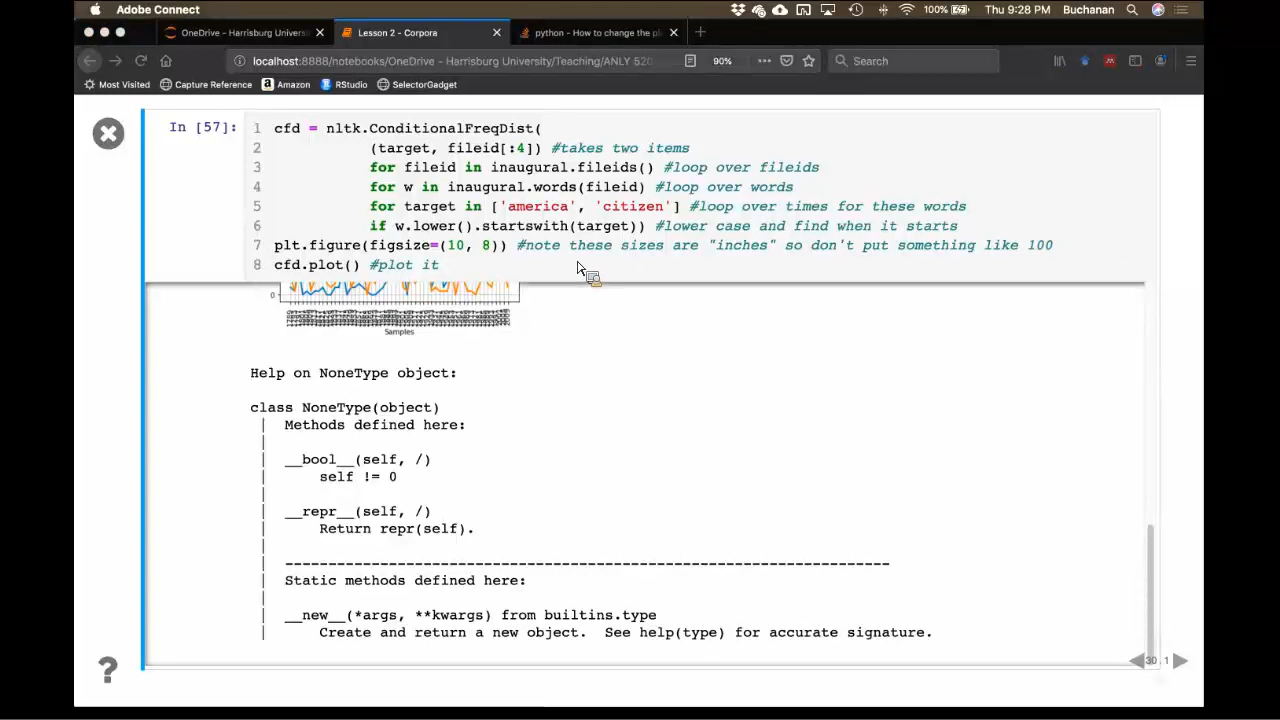 Adobe Connect
100%
Thu 9:28 PM
Buchanan
OneDrive - Harrisburg Universi
Lesson 2 - Corpora
python - How to change the pl
localhost:8888/notebooks/OneDrive - Harrisburg University/Teaching/ANLY 520
90%
Search
Most Visited
Capture Reference
Amazon
RStudio
SelectorGadget
In [57]:
1 cfd = nltk.ConditionalFreqDist(
2 (target, fileid[:4]) #takes two items
3 for fileid in inaugural.fileids() #loop over fileids
4 for w in inaugural.words(fileid) #loop over words
5 for target in ['america', 'citizen'] #loop over times for these words
6 if w.lower().startswith(target)) #lower case and find when it starts
7 plt.figure(figsize=(10, 8)) #note these sizes are "inches" so don't put something like 100
8 cfd.plot() #plot it
0
Samples
Help on NoneType object:
class NoneType(object)
| Methods defined here:
|
| __bool__(self, /)
| self != 0
|
| __repr__(self, /)
| Return repr(self).
|
| ----------------------------------------------------------------------
| Static methods defined here:
|
| __new__(*args, **kwargs) from builtins.type
| Create and return a new object. See help(type) for accurate signature.
?
30.1